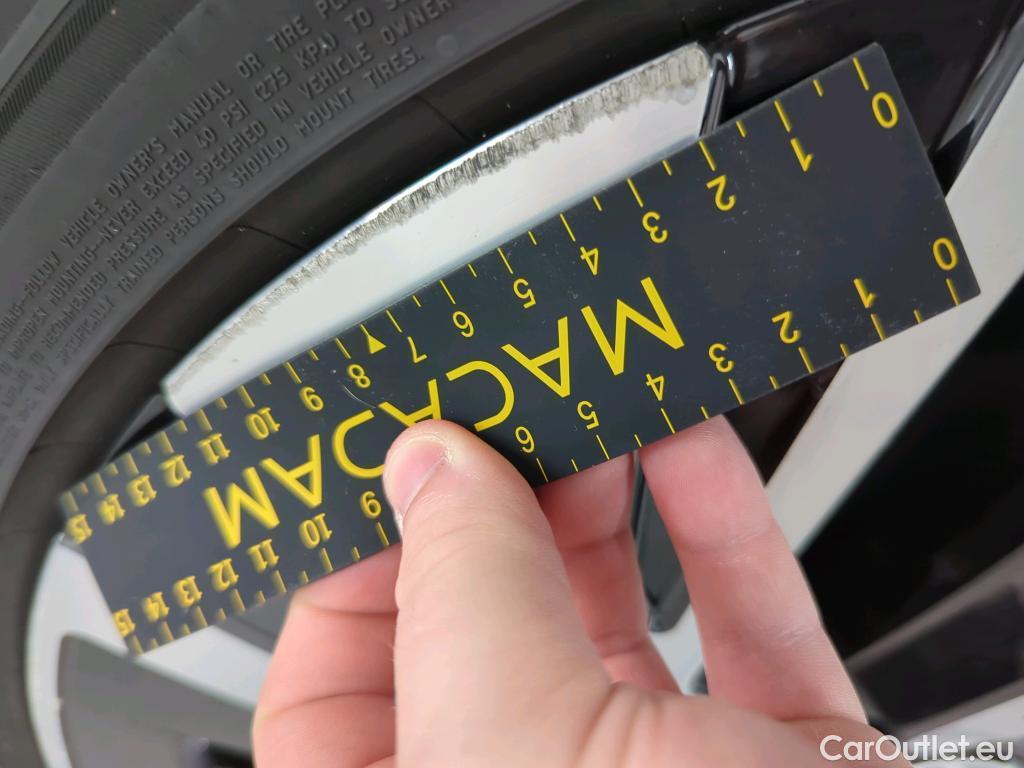 VEHICLE OWNER'S MANUAL OR TIRE
MOUNTING—NEVER EXCEED 40 PSI (275 KPA) TO
RECOMMENDED PRESSURE AS SPECIFIED IN VEHICLE OWNER
SPECIALLY TRAINED PERSONS SHOULD MOUNT TIRES.
0 1 2 3 4 5 6 7 8 9 10 11 12 13 14 15
MACADAM MACADAM
0 1 2 3 4 5 6 9 10 11 12 13 14 15
CarOutlet.eu